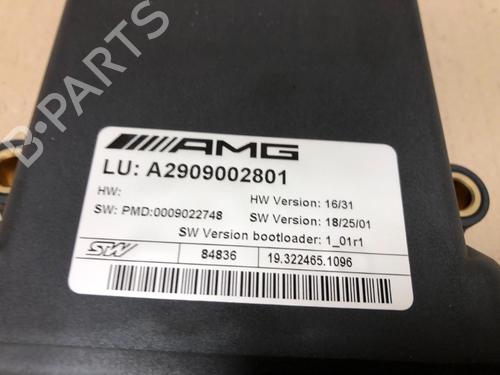 AMG
LU: A2909002801
HW: HW Version: 16/31
SW: PMD:0009022748 SW Version: 18/25/01
SW Version bootloader: 1_01r1
STW 84836 19.322465.1096
B-PARTS